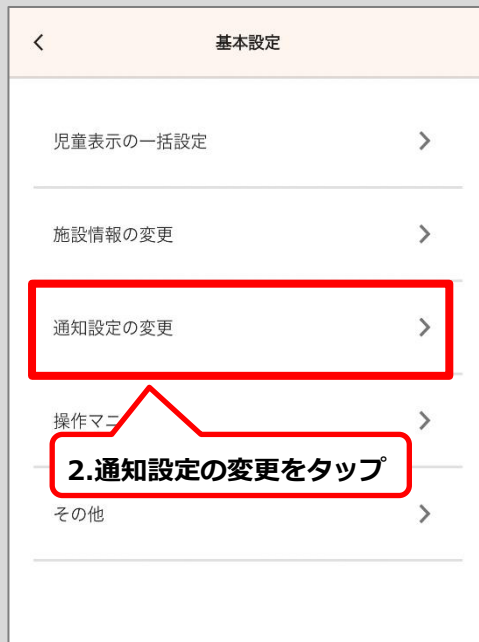 基本設定
児童表示の一括設定
施設情報の変更
通知設定の変更
操作マニ
2.通知設定の変更をタップ
その他